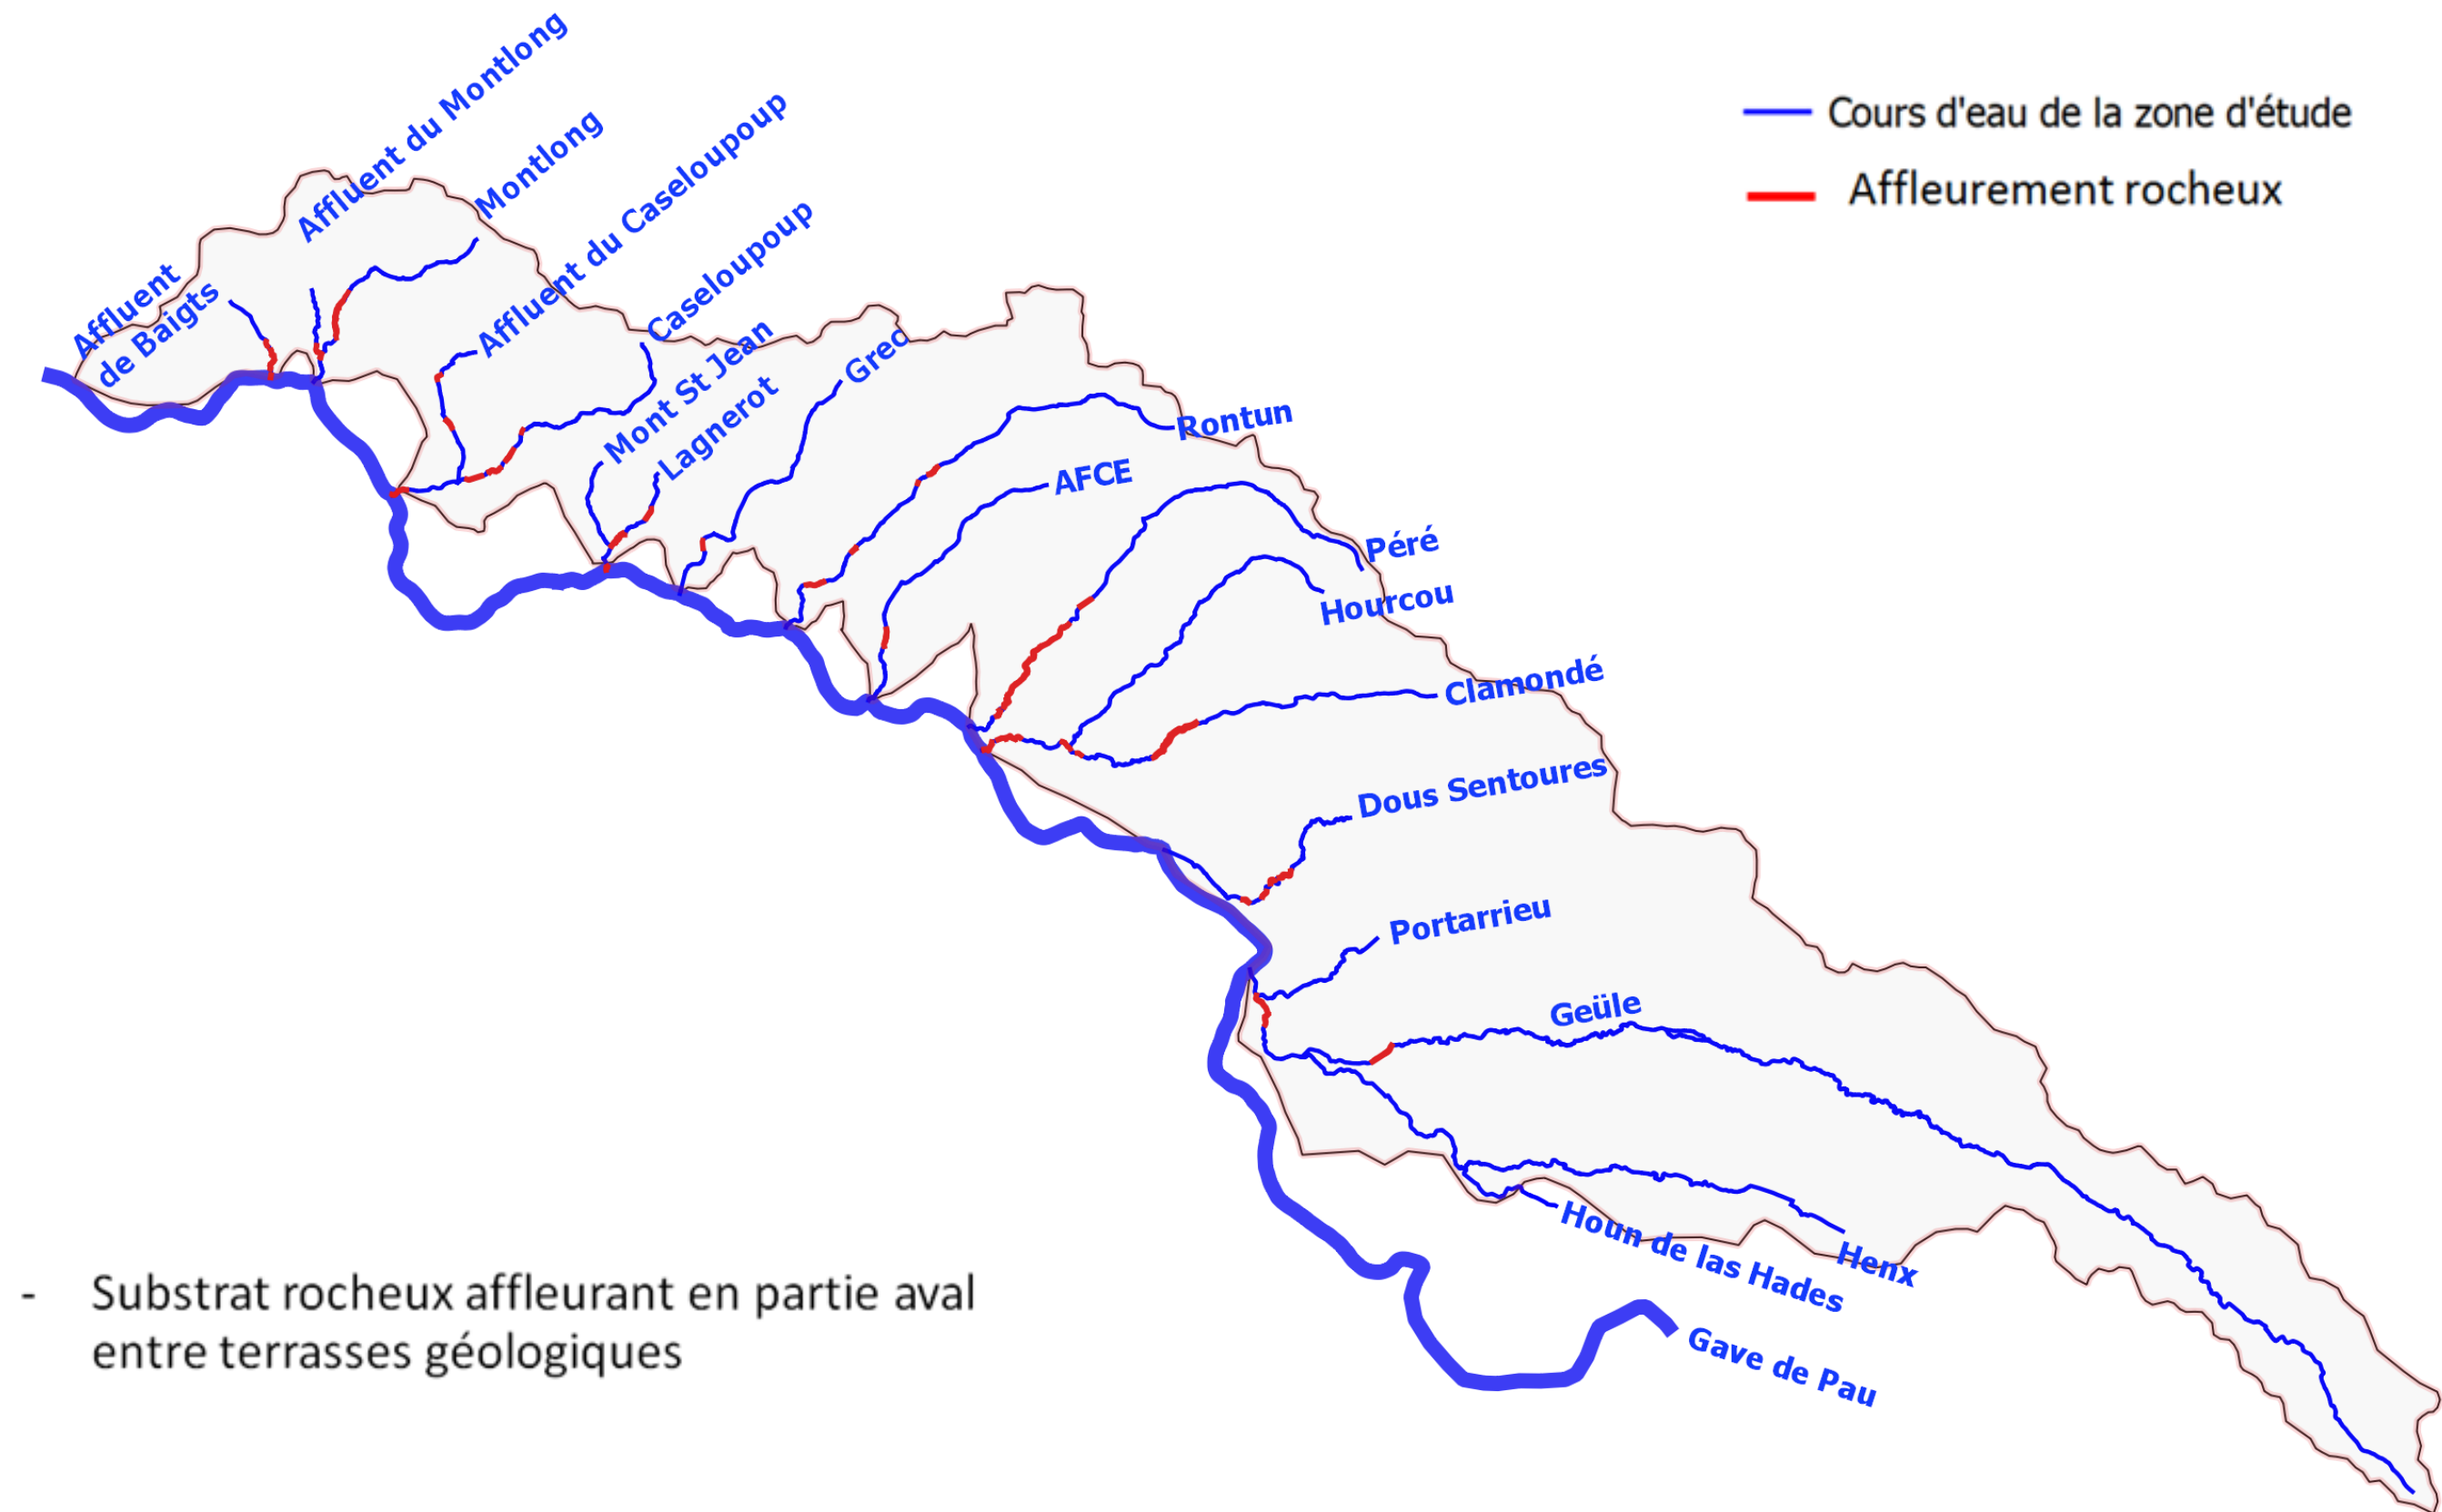 Affluent du Montlong
Montlong
Affluent du Caseloupoup
Caseloupoup
Affluent
de Baigts
Mont St Jean
Lagnerot
Grec
Rontun
AFCE
Péré
Hourcou
Clamondé
Dous Sentoures
Portarrieu
Geüle
Houn de las Hades
Henx
Gave de Pau
Cours d'eau de la zone d'étude
Affleurement rocheux
- Substrat rocheux affleurant en partie aval
entre terrasses géologiques